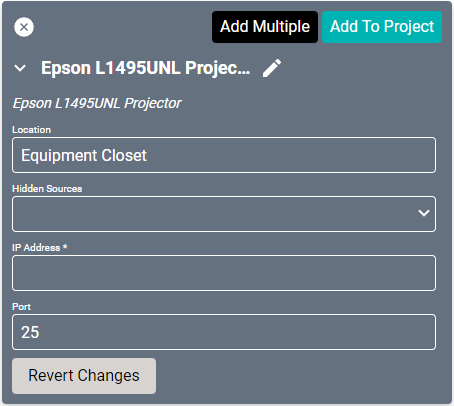 Add Multiple
Add To Project
Epson L1495UNL Projec...
Epson L1495UNL Projector
Location
Equipment Closet
Hidden Sources
IP Address *
Port
25
Revert Changes